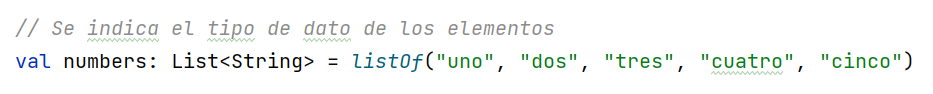 // Se indica el tipo de dato de los elementos
val numbers: List<String> = listOf("uno", "dos", "tres", "cuatro", "cinco")